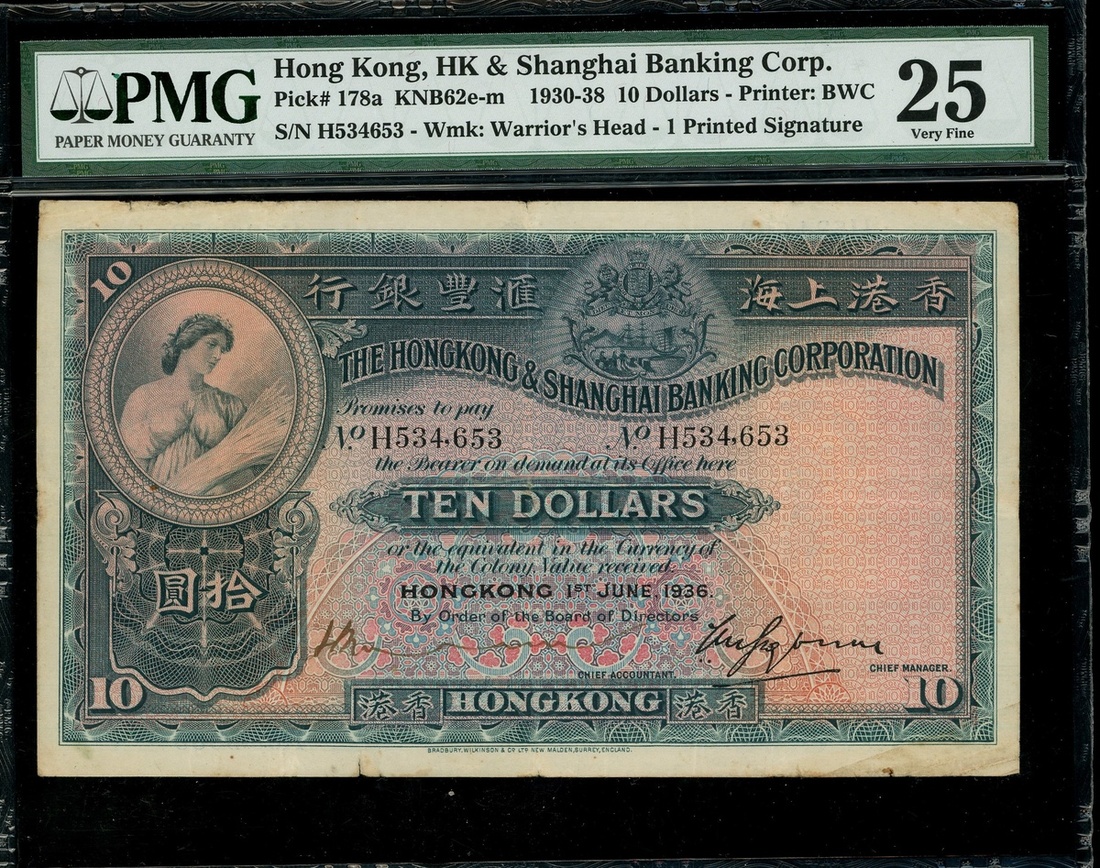 PMG
PAPER MONEY GUARANTY
Hong Kong, HK & Shanghai Banking Corp.
Pick# 178a KNB62e-m 1930-38 10 Dollars - Printer: BWC
S/N H534653 - Wmk: Warrior's Head - 1 Printed Signature
25
Very Fine
10
行銀豐滙 海上港香
THE HONGKONG & SHANGHAI BANKING CORPORATION
Promises to pay
No. H534,653 No H534,653
the Bearer on demand at its Office here
TEN DOLLARS
or the equivalent in the Currency of
the Colony, Value received.
圓拾
HONGKONG 1ST JUNE, 1936.
By Order of the Board of Directors
CHIEF ACCOUNTANT.
CHIEF MANAGER.
10 港香 HONGKONG 港香 10
BRADBURY, WILKINSON & CO LTD NEW MALDEN, SURREY, ENGLAND.